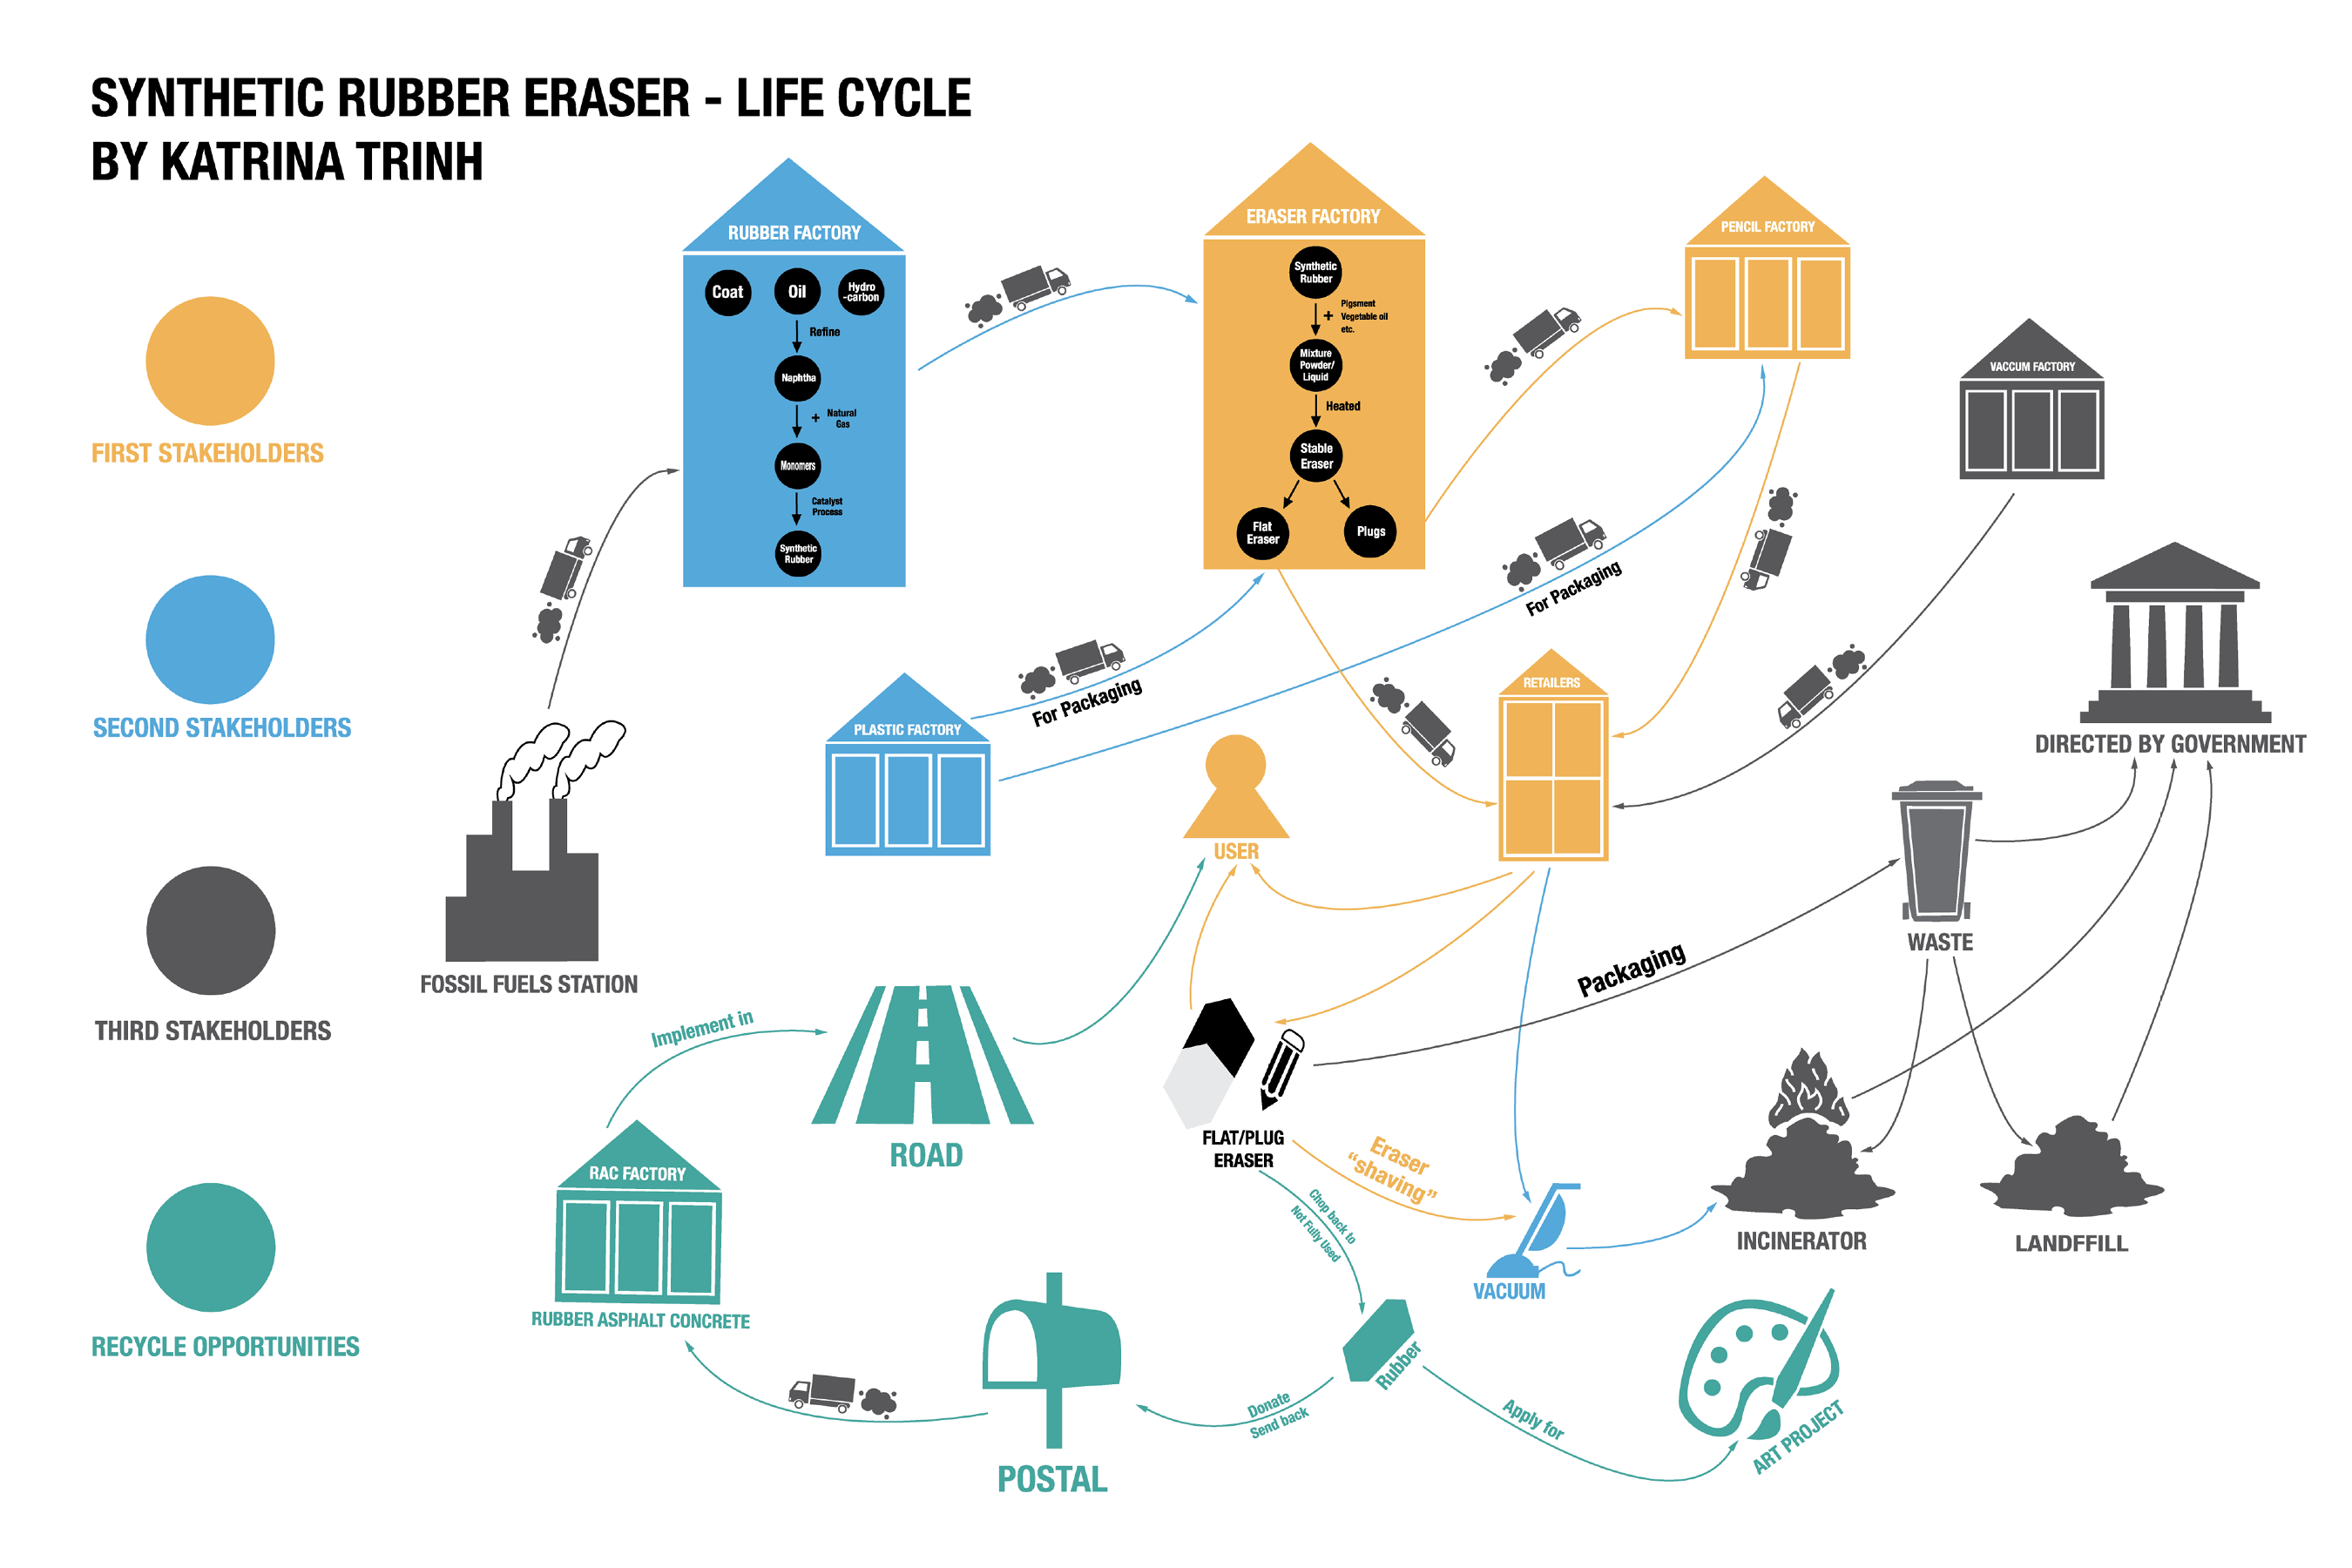 SYNTHETIC RUBBER ERASER - LIFE CYCLE
BY KATRINA TRINH
FIRST STAKEHOLDERS
SECOND STAKEHOLDERS
THIRD STAKEHOLDERS
RECYCLE OPPORTUNITIES
RUBBER FACTORY
Coat
Oil
Hydro
-carbon
Refine
Naphtha
+ Natural
Gas
Monomers
Catalyst
Process
Synthetic
Rubber
ERASER FACTORY
Synthetic
Rubber
Pigsment
+ Vegetable oil
etc.
Mixture
Powder/
Liquid
Heated
Stable
Eraser
Flat
Eraser
Plugs
PENCIL FACTORY
VACCUM FACTORY
DIRECTED BY GOVERNMENT
For Packaging
For Packaging
PLASTIC FACTORY
RETAILERS
USER
FOSSIL FUELS STATION
WASTE
Packaging
Implement in
ROAD
FLAT/PLUG
ERASER
Eraser
“shaving”
Chop back to
Not Fully Used
RAC FACTORY
RUBBER ASPHALT CONCRETE
VACUUM
INCINERATOR
LANDFFILL
Rubber
Donate
Send back
Apply for
ART PROJECT
POSTAL